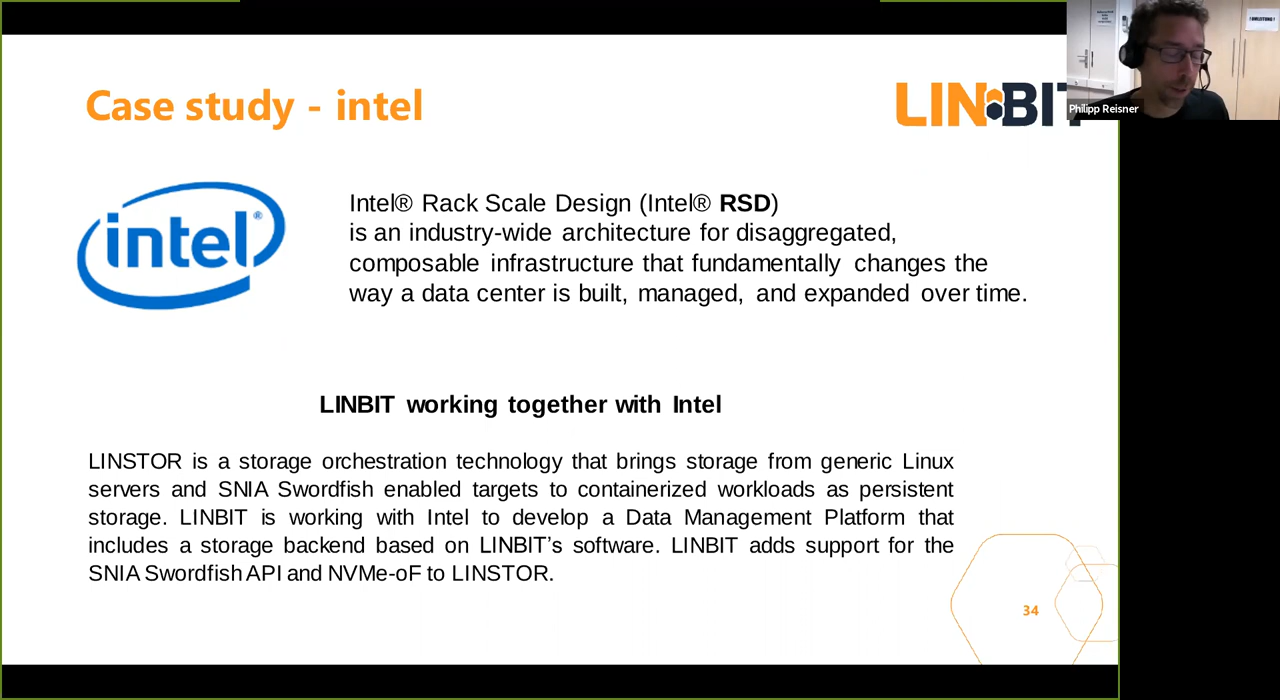 Case study - intel
LINBIT
Philipp Reisner
intel®
Intel® Rack Scale Design (Intel® RSD)
is an industry-wide architecture for disaggregated,
composable infrastructure that fundamentally changes the
way a data center is built, managed, and expanded over time.
LINBIT working together with Intel
LINSTOR is a storage orchestration technology that brings storage from generic Linux
servers and SNIA Swordfish enabled targets to containerized workloads as persistent
storage. LINBIT is working with Intel to develop a Data Management Platform that
includes a storage backend based on LINBIT’s software. LINBIT adds support for the
SNIA Swordfish API and NVMe-oF to LINSTOR.
34